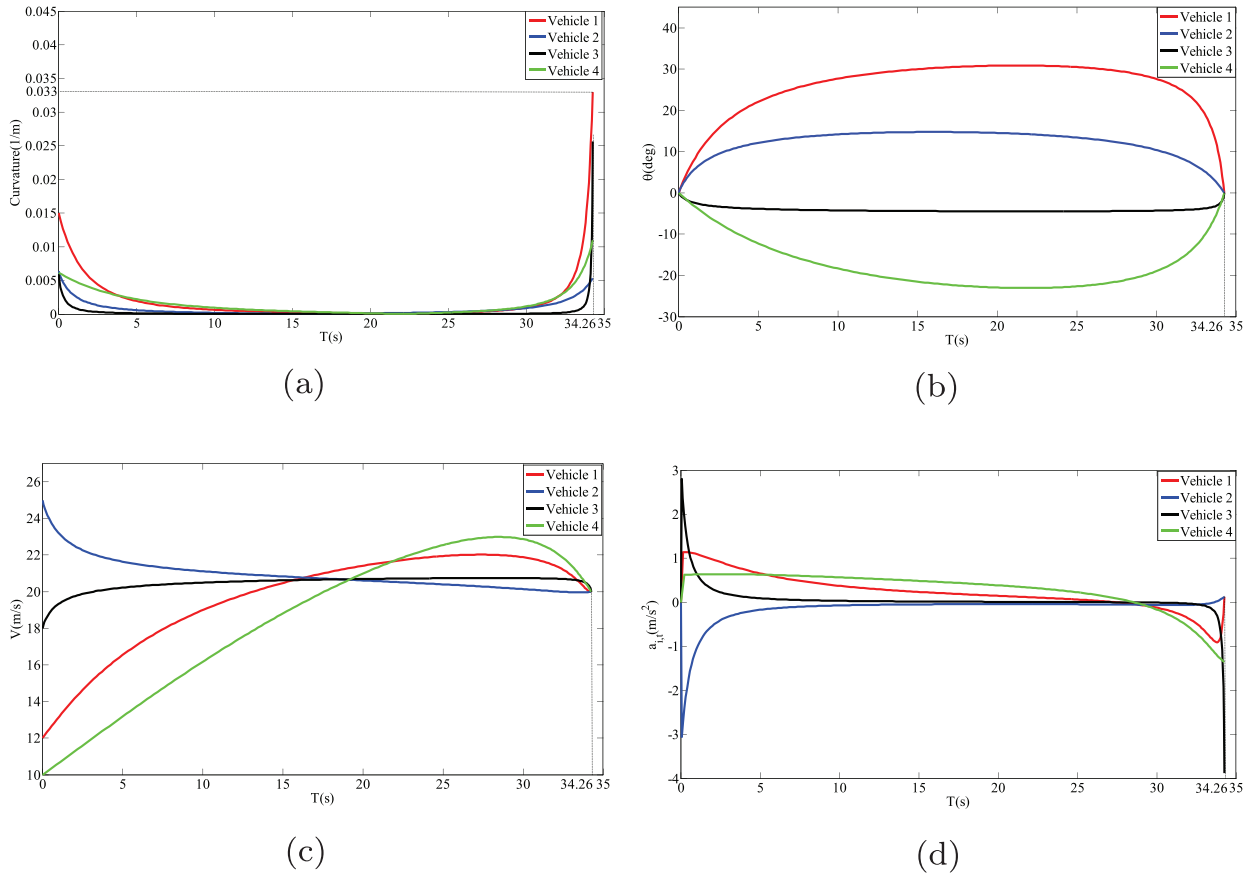 0.045
0.04
0.035
0.033
0.03
0.025
0.02
0.015
0.01
0.005
0
Curvature(1/m)
0 5 10 15 20 25 30 34.26 35
T(s)
Vehicle 1
Vehicle 2
Vehicle 3
Vehicle 4
(a)
40
30
20
10
0
-10
-20
-30
θ(deg)
0 5 10 15 20 25 30 34.26 35
T(s)
Vehicle 1
Vehicle 2
Vehicle 3
Vehicle 4
(b)
26
24
22
20
18
16
14
12
10
V(m/s)
0 5 10 15 20 25 30 34.26 35
T(s)
Vehicle 1
Vehicle 2
Vehicle 3
Vehicle 4
(c)
3
2
1
0
-1
-2
-3
-4
a_{i,t}(m/s²)
0 5 10 15 20 25 30 34.26 35
T(s)
Vehicle 1
Vehicle 2
Vehicle 3
Vehicle 4
(d)